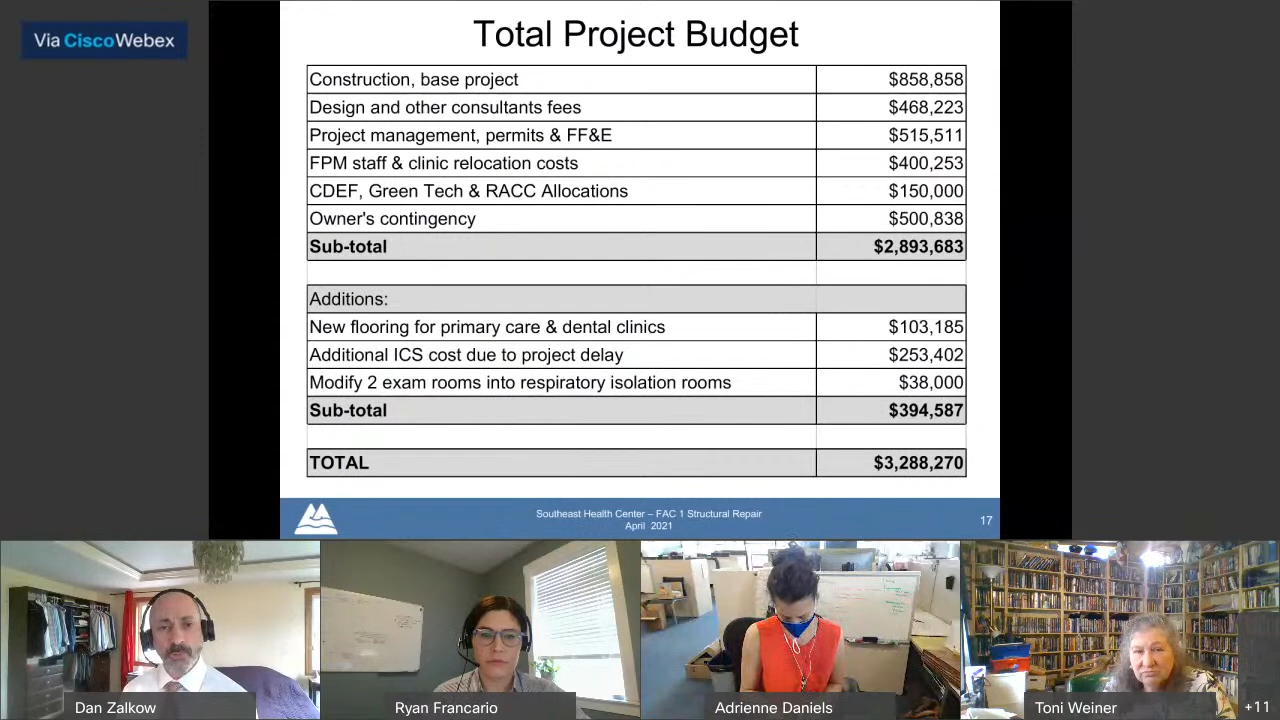 Via CiscoWebex
Total Project Budget
Construction, base project $858,858
Design and other consultants fees $468,223
Project management, permits & FF&E $515,511
FPM staff & clinic relocation costs $400,253
CDEF, Green Tech & RACC Allocations $150,000
Owner's contingency $500,838
Sub-total $2,893,683
Additions:
New flooring for primary care & dental clinics $103,185
Additional ICS cost due to project delay $253,402
Modify 2 exam rooms into respiratory isolation rooms $38,000
Sub-total $394,587
TOTAL $3,288,270
Southeast Health Center – FAC 1 Structural Repair
April 2021
17
Dan Zalkow
Ryan Francario
Adrienne Daniels
Toni Weiner
+11